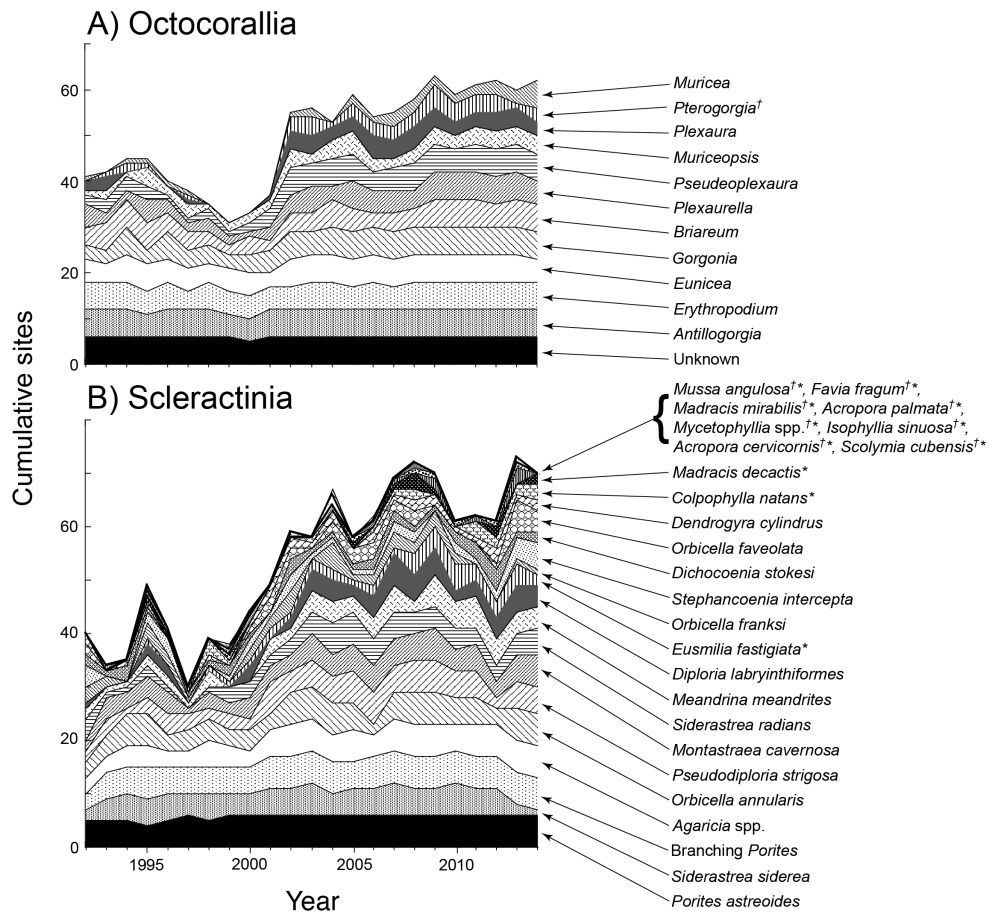 A) Octocorallia
60
40
20
0
Muricea
Pterogorgia†
Plexaura
Muriceopsis
Pseudeoplexaura
Plexaurella
Briareum
Gorgonia
Eunicea
Erythropodium
Antillogorgia
Unknown
Cumulative sites
B) Scleractinia
60
40
20
0
1995
2000
2005
2010
Year
Mussa angulosa†*, Favia fragum†*,
Madracis mirabilis†*, Acropora palmata†*,
Mycetophyllia spp.†*, Isophyllia sinuosa†*,
Acropora cervicornis†*, Scolymia cubensis†*
Madracis decactis*
Colpophylla natans*
Dendrogyra cylindrus
Orbicella faveolata
Dichocoenia stokesi
Stephancoenia intercepta
Orbicella franksi
Eusmilia fastigiata*
Diploria labryinthiformes
Meandrina meandrites
Siderastrea radians
Montastraea cavernosa
Pseudodiploria strigosa
Orbicella annularis
Agaricia spp.
Branching Porites
Siderastrea siderea
Porites astreoides